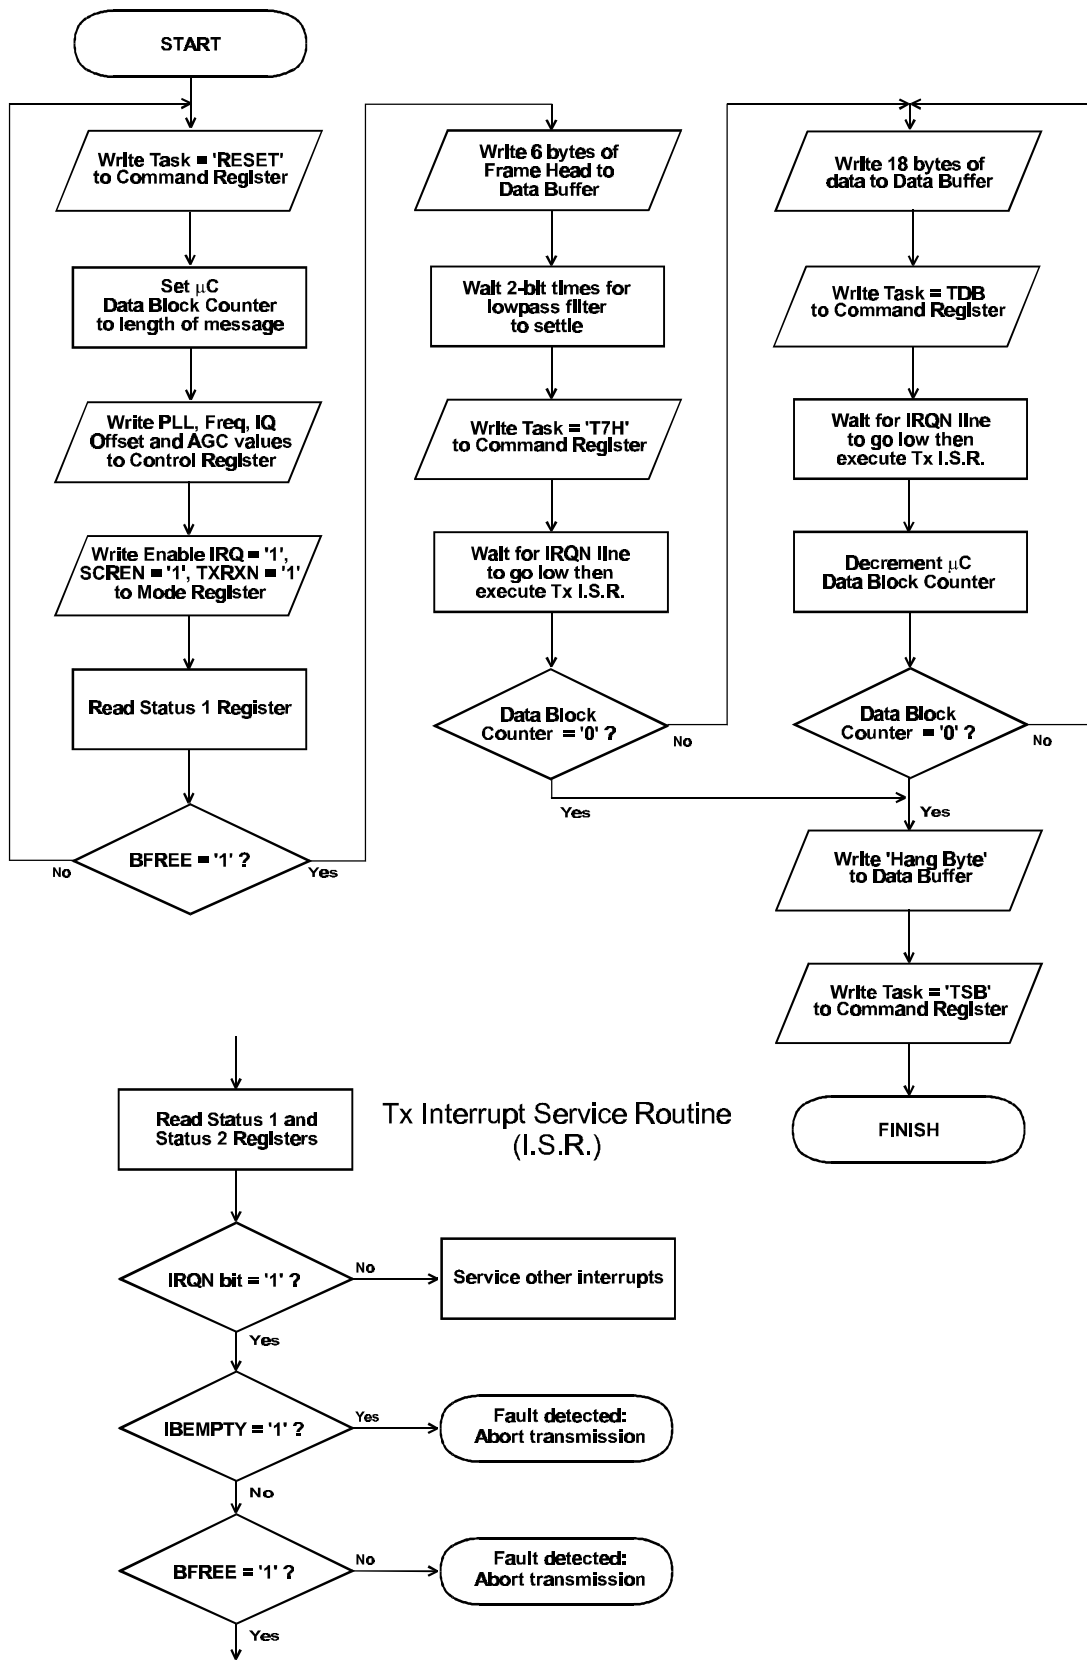 START
Write Task = 'RESET'
to Command Register
Set μC
Data Block Counter
to length of message
Write PLL, Freq, IQ
Offset and AGC values
to Control Register
Write Enable IRQ = '1',
SCREN = '1', TXRXN = '1'
to Mode Register
Read Status 1 Register
BFREE = '1' ?
No
Yes
Write 6 bytes of
Frame Head to
Data Buffer
Wait 2-bit times for
lowpass filter
to settle
Write Task = 'T7H'
to Command Register
Wait for IRQN line
to go low then
execute Tx I.S.R.
Data Block
Counter = '0' ?
No
Yes
Write 18 bytes of
data to Data Buffer
Write Task = TDB
to Command Register
Wait for IRQN line
to go low then
execute Tx I.S.R.
Decrement μC
Data Block Counter
Data Block
Counter = '0' ?
No
Yes
Write 'Hang Byte'
to Data Buffer
Write Task = 'TSB'
to Command Register
FINISH
Tx Interrupt Service Routine
(I.S.R.)
Read Status 1 and
Status 2 Registers
IRQN bit = '1' ?
No
Service other interrupts
Yes
IBEMPTY = '1' ?
Yes
Fault detected:
Abort transmission
No
BFREE = '1' ?
No
Fault detected:
Abort transmission
Yes